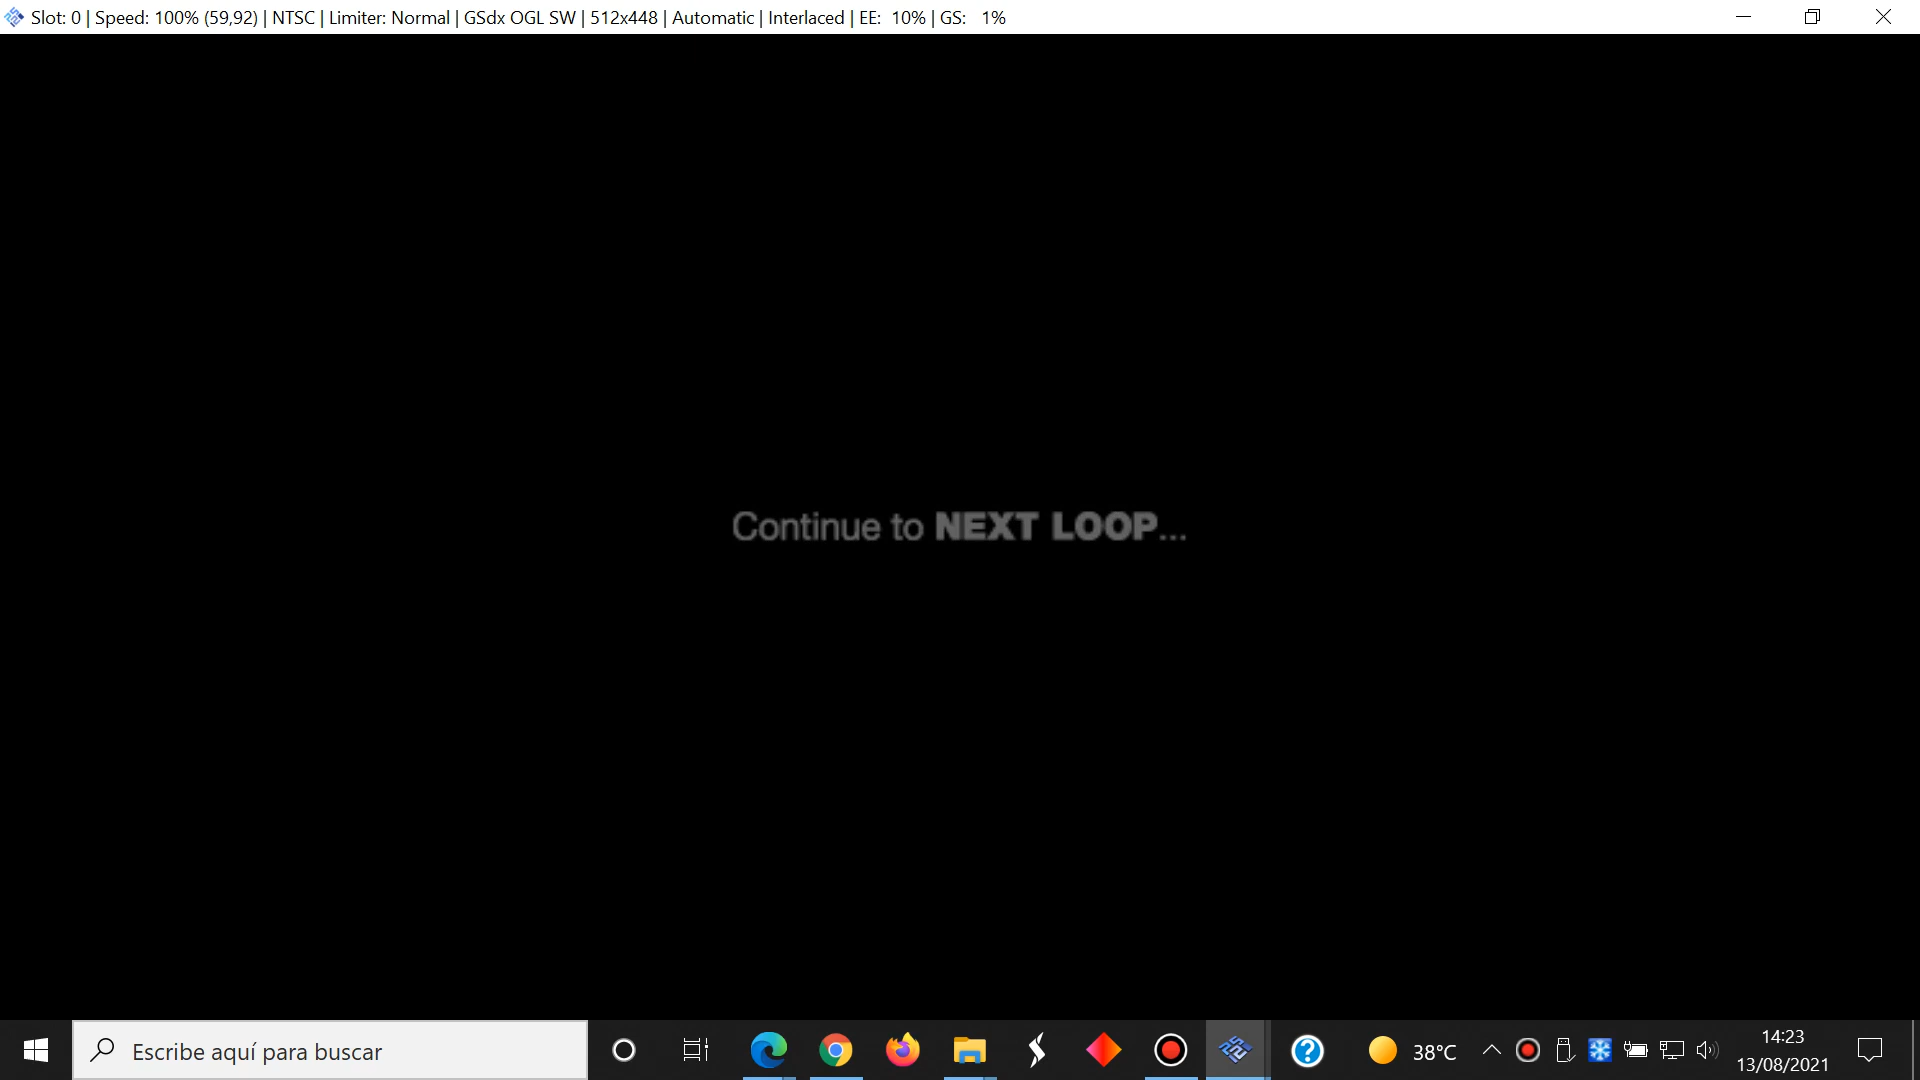 Slot: 0 | Speed: 100% (59,92) | NTSC | Limiter: Normal | GSdx OGL SW | 512x448 | Automatic | Interlaced | EE: 10% | GS: 1%
Continue to NEXT LOOP...
Escribe aquí para buscar
38°C
14:23
13/08/2021